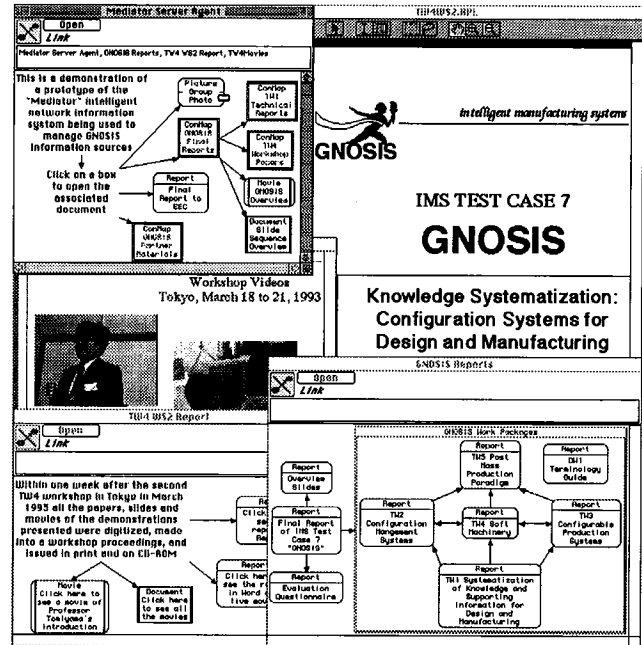 Mediator Server Agent
Open
Link
Mediator Server Agent, GNOSIS Reports, TW4 WS2 Report, TW4Movies
This is a demonstration of
a prototype of the
"Mediator" intelligent
network information
system being used to
manage GNOSIS
information sources
Click on a box
to open the
associated
document
Picture
Group
Photo
ConMap
GNOSIS
Final
Reports
Report
Final
Report to
EEC
ConMap
GNOSIS
Partner
Materials
ConMap
TW1
Technical
Reports
ConMap
TW4
Workshop
Papers
Movie
GNOSIS
Overview
Document
Slide
Sequence
Overview
intelligent manufacturing systems
GNOSIS
IMS TEST CASE 7
GNOSIS
Knowledge Systematization:
Configuration Systems for
Design and Manufacturing
Workshop Videos
Tokyo, March 18 to 21, 1993
TW4 WS2 Report
Open
Link
Within one week after the second
TW4 workshop in Tokyo in March
1993 all the papers, slides and
movies of the demonstrations
presented were digitized, made
into a workshop proceedings, and
issued in print and on CD-ROM
Movie
Click here to
see a movie of
Professor
Tomiyama's
introduction
Document
Click here
to see all
the movies
Report
Click her
see the r
in Word
live mov
GNOSIS Reports
Open
Link
Report
Overview
Slides
Report
Final Report
of IMS Test
Case 7
"GNOSIS"
Report
Evaluation
Questionnaire
GNOSIS Work Packages
Report
TW5 Post
Mass
Production
Paradigm
Report
TW1
Terminology
Guide
Report
TW2
Configuration
Mangement
Systems
Report
TW4 Soft
Machinery
Report
TW3
Configurable
Production
Systems
Report
TW1 Systematization
of Knowledge and
Supporting
Information for
Design and
Manufacturing